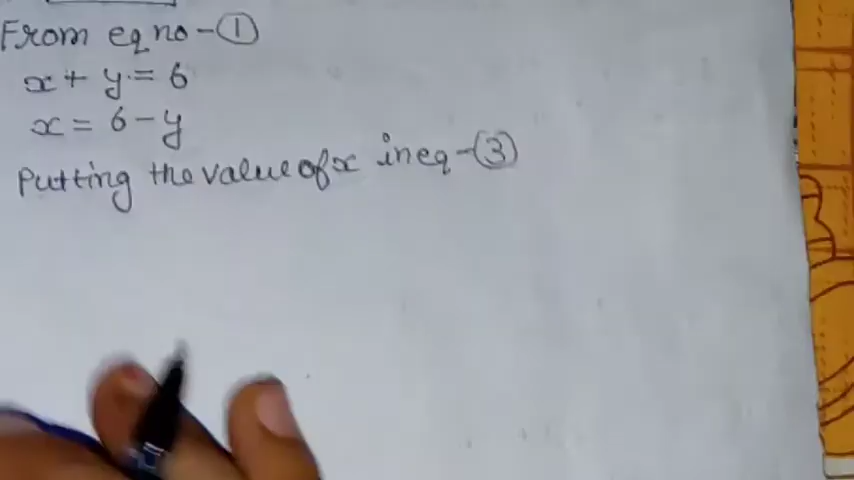 From eq no - ①
x + y = 6
x = 6 - y
Putting the value of x in eq - ③